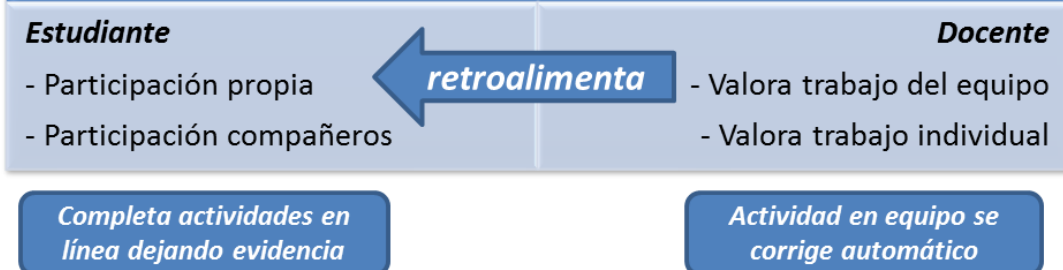 Estudiante
- Participación propia
- Participación compañeros
retroalimenta
Docente
- Valora trabajo del equipo
- Valora trabajo individual
Completa actividades en
línea dejando evidencia
Actividad en equipo se
corrige automático